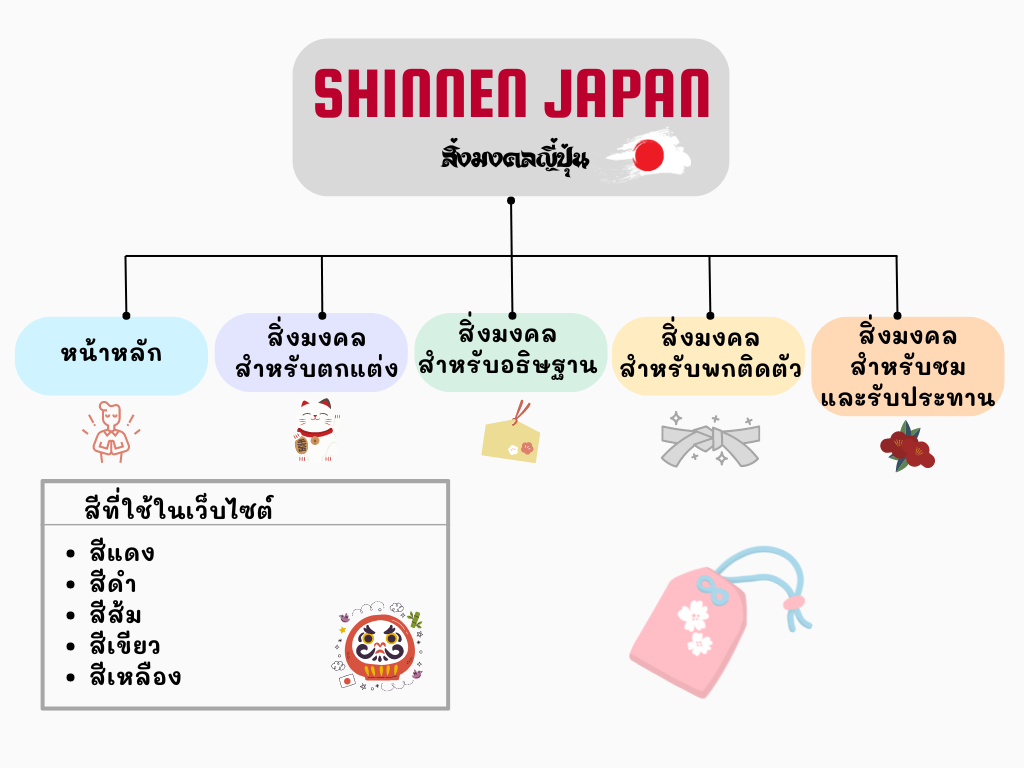 SHINNEN JAPAN
สิ่งมงคลญี่ปุ่น
หน้าหลัก
สิ่งมงคล
สำหรับตกแต่ง
สิ่งมงคล
สำหรับอธิษฐาน
สิ่งมงคล
สำหรับพกติดตัว
สิ่งมงคล
สำหรับชม
และรับประทาน
สีที่ใช้ในเว็บไซต์
• สีแดง
• สีดำ
• สีส้ม
• สีเขียว
• สีเหลือง